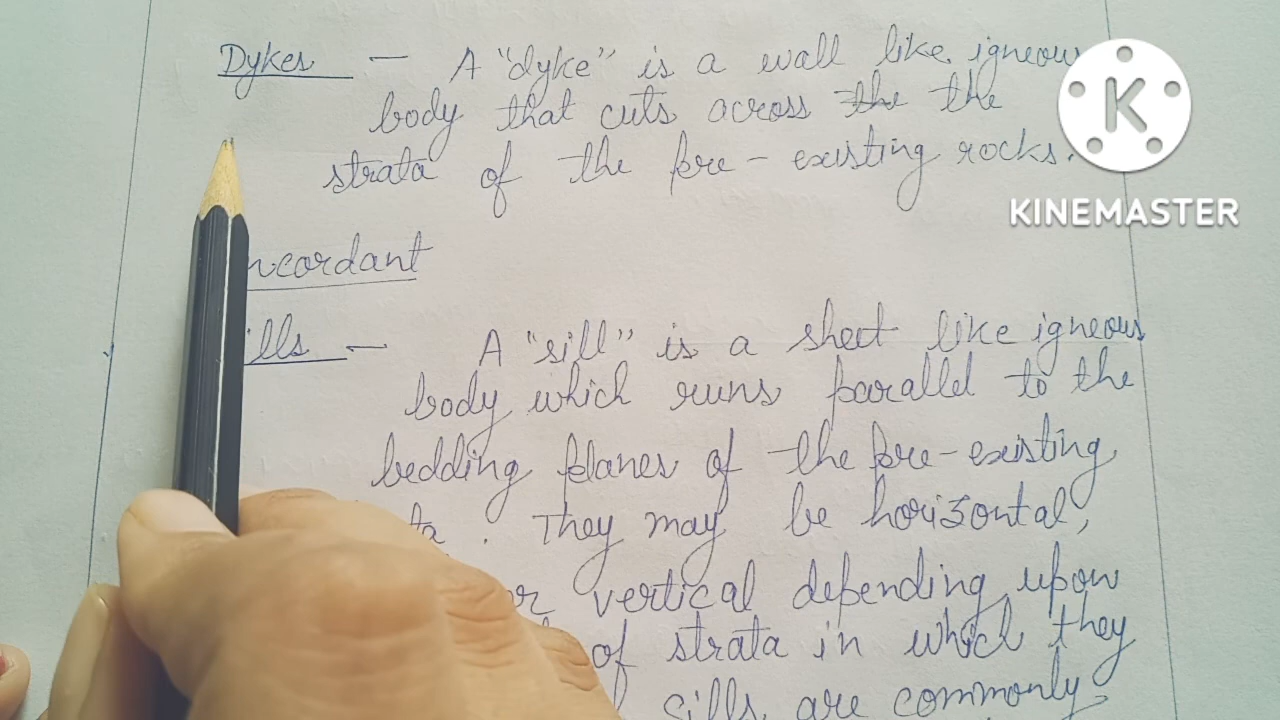 Dykes — A "dyke" is a wall like igneous
body that cuts across the the
strata of the pre-existing rocks.
KINEMASTER
ncordant
ills — A "sill" is a sheet like igneous
body which runs parallel to the
bedding planes of the pre-existing
ta. They may be horizontal,
or vertical depending upon
of strata in which they
sills are commonly